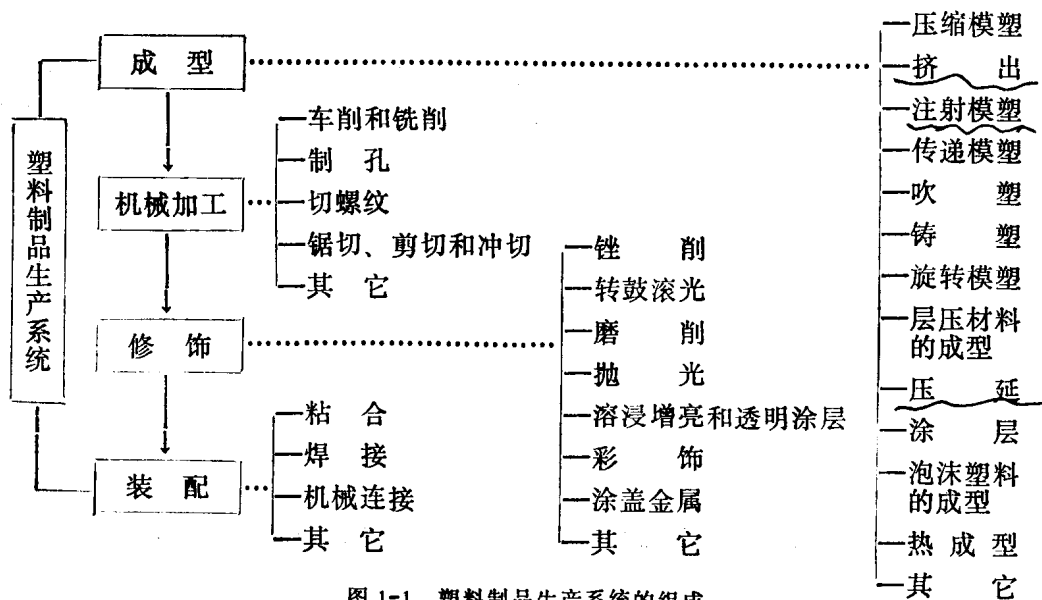 塑料制品生产系统
成 型
机械加工
修 饰
装 配
车削和铣削
制 孔
切螺纹
锯切、剪切和冲切
其 它
粘 合
焊 接
机械连接
其 它
锉 削
转鼓滚光
磨 削
抛 光
溶浸增亮和透明涂层
彩 饰
涂盖金属
其 它
压缩模塑
挤 出
注射模塑
传递模塑
吹 塑
铸 塑
旋转模塑
层压材料
的成型
压 延
涂 层
泡沫塑料
的成型
热 成 型
其 它
图 1-1 塑料制品生产系统的组成